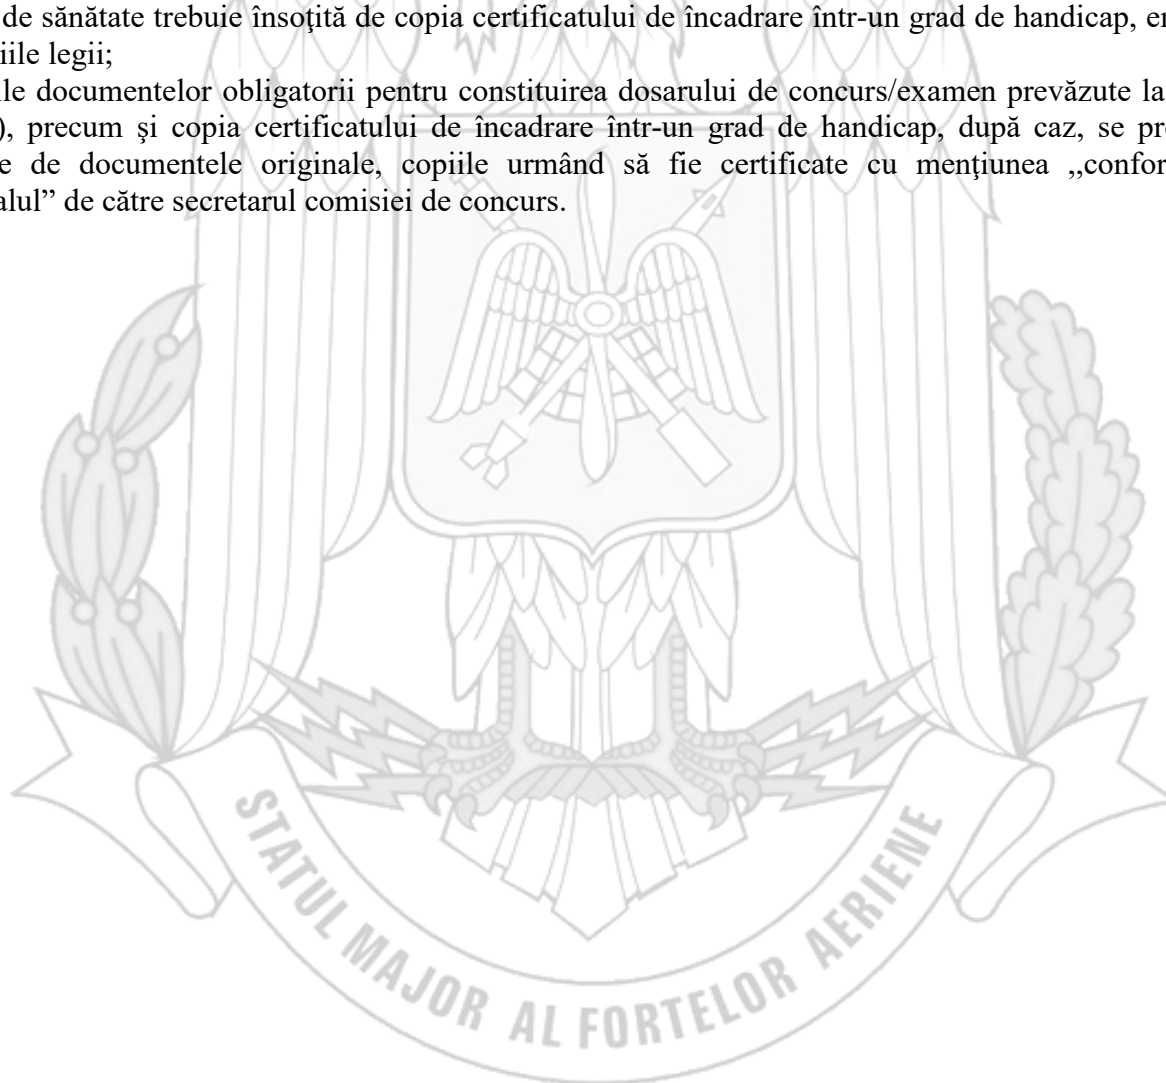 de sănătate trebuie însoţită de copia certificatului de încadrare într-un grad de handicap,
iile legii;
le documentelor obligatorii pentru constituirea dosarului de concurs/examen prevăzute la
), precum şi copia certificatului de încadrare într-un grad de handicap, după caz, se
de documentele originale, copiile urmând să fie certificate cu menţiunea ,,confor
alul” de către secretarul comisiei de concurs.
STATUL MAJOR AL FORTELOR AERIENE